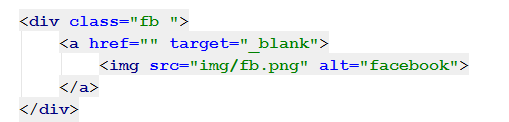 <div class="fb ">
<a href="" target="_blank">
<img src="img/fb.png" alt="facebook">
</a>
</div>